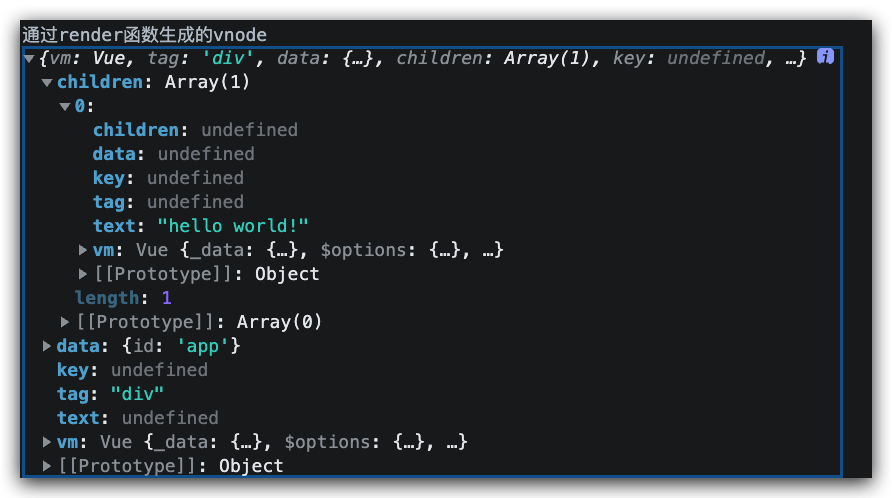 通过render函数生成的vnode
{vm: Vue, tag: 'div', data: {…}, children: Array(1), key: undefined, …} i
children: Array(1)
0:
children: undefined
data: undefined
key: undefined
tag: undefined
text: "hello world!"
vm: Vue {_data: {…}, $options: {…}, …}
[[Prototype]]: Object
length: 1
[[Prototype]]: Array(0)
data: {id: 'app'}
key: undefined
tag: "div"
text: undefined
vm: Vue {_data: {…}, $options: {…}, …}
[[Prototype]]: Object